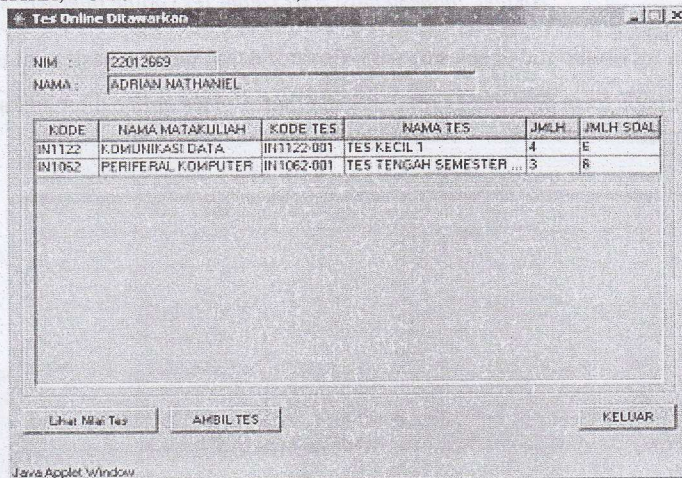 Tes Online Ditawarkan
NIM : 22012669
NAMA : ADRIAN NATHANIEL
KODE NAMA MATAKULIAH KODE TES NAMA TES JMLH JMLH SOAL
IN1122 KOMUNIKASI DATA IN1122-001 TES KECIL 1 4
IN1062 PERIFERAL KOMPUTER IN1062-001 TES TENGAH SEMESTER ... 3 8
Lihat Nilai Tes AMBIL TES KELUAR
Java Applet Window